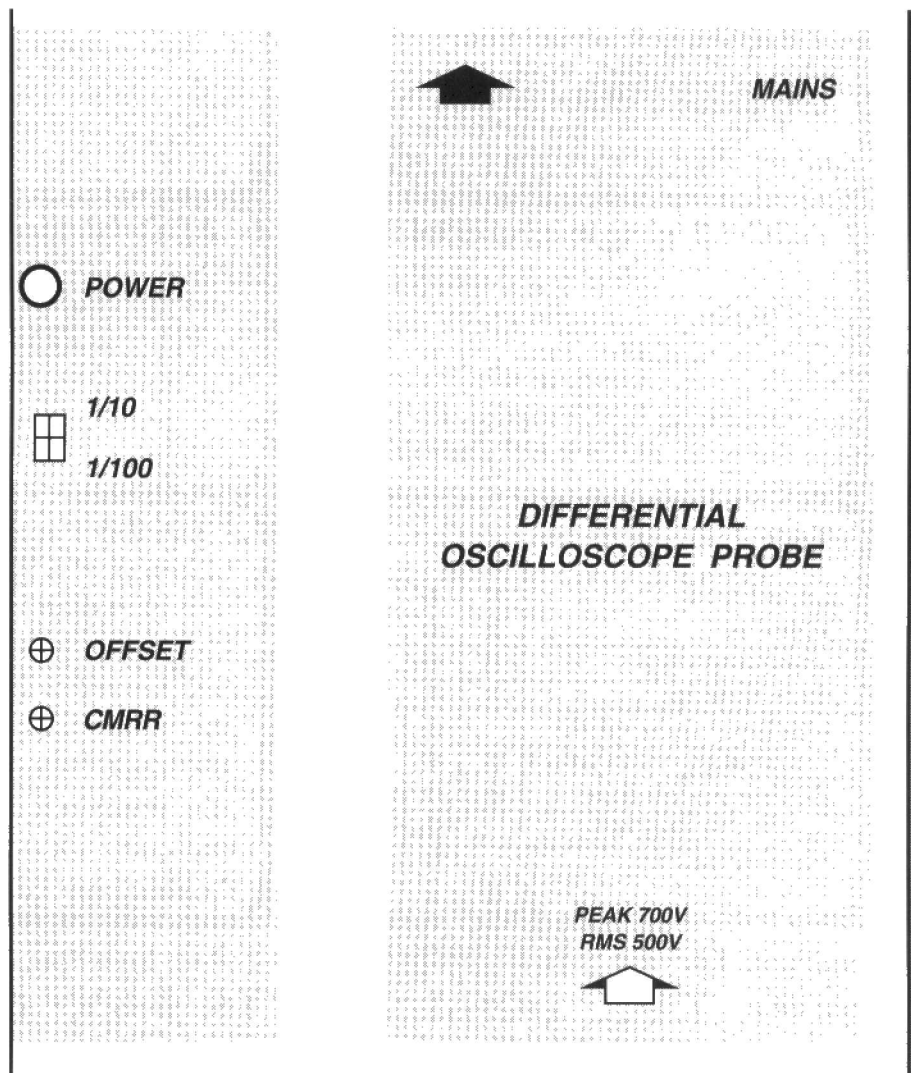 MAINS
POWER
1/10
1/100
DIFFERENTIAL
OSCILLOSCOPE PROBE
OFFSET
CMRR
PEAK 700V
RMS 500V